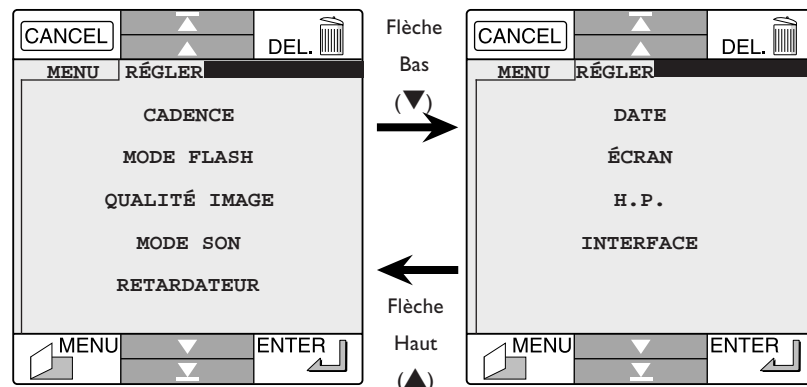 CANCEL
DEL.
MENU RÉGLER
CADENCE
MODE FLASH
QUALITÉ IMAGE
MODE SON
RETARDATEUR
MENU
ENTER
Flèche
Bas
(▼)
Flèche
Haut
(▲)
CANCEL
DEL.
MENU RÉGLER
DATE
ÉCRAN
H.P.
INTERFACE
MENU
ENTER